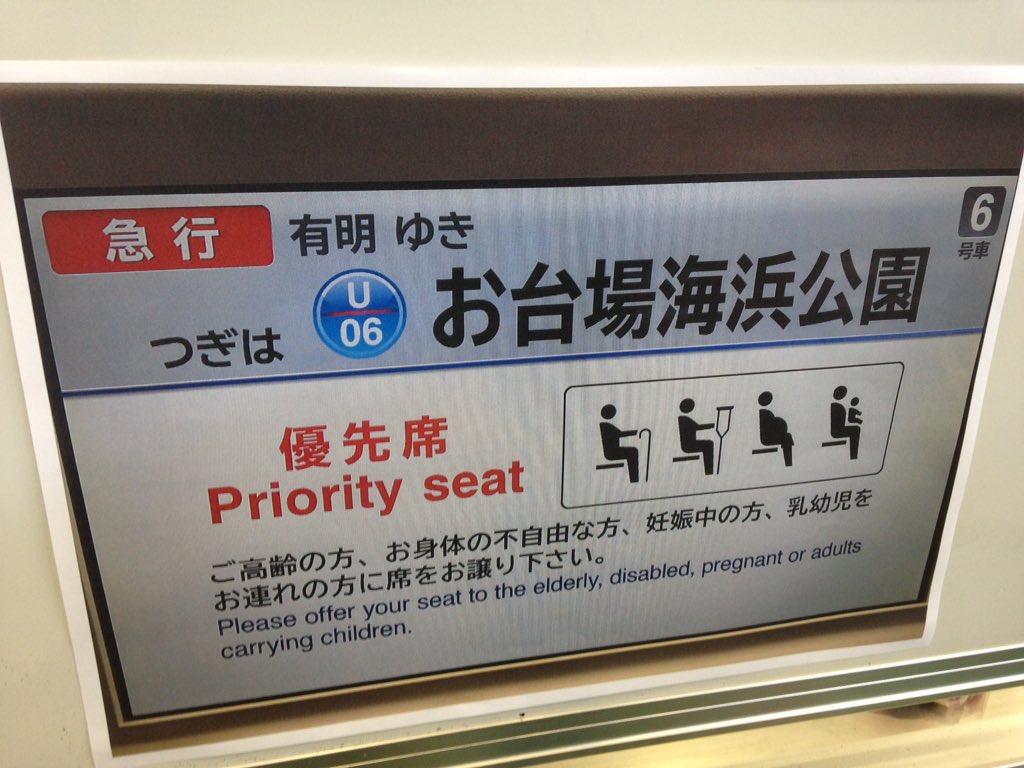 急行 有明 ゆき
6
号車
つぎは U 06 お台場海浜公園
優先席
Priority seat
ご高齢の方、お身体の不自由な方、妊娠中の方、乳幼児を
お連れの方に席をお譲り下さい。
Please offer your seat to the elderly, disabled, pregnant or adults
carrying children.